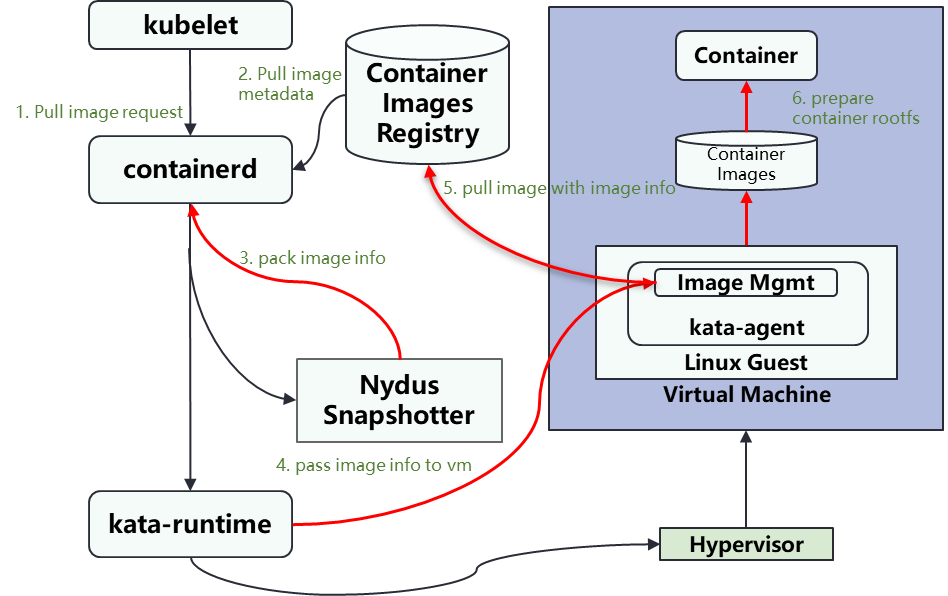 kubelet
1. Pull image request
2. Pull image
metadata
Container
Images
Registry
containerd
3. pack image info
Nydus
Snapshotter
4. pass image info to vm
kata-runtime
5. pull image with image info
Container
6. prepare
container rootfs
Container
Images
Image Mgmt
kata-agent
Linux Guest
Virtual Machine
Hypervisor